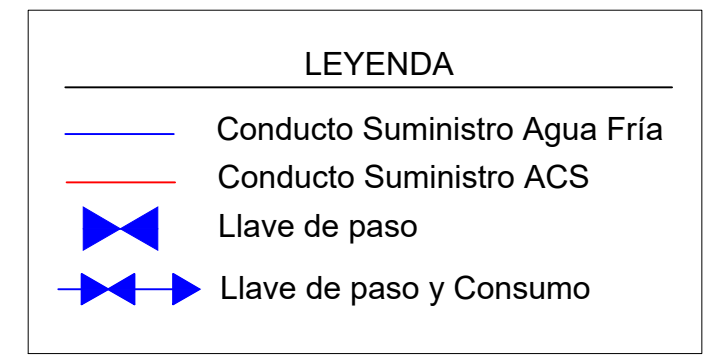 LEYENDA
Conducto Suministro Agua Fría
Conducto Suministro ACS
Llave de paso
Llave de paso y Consumo